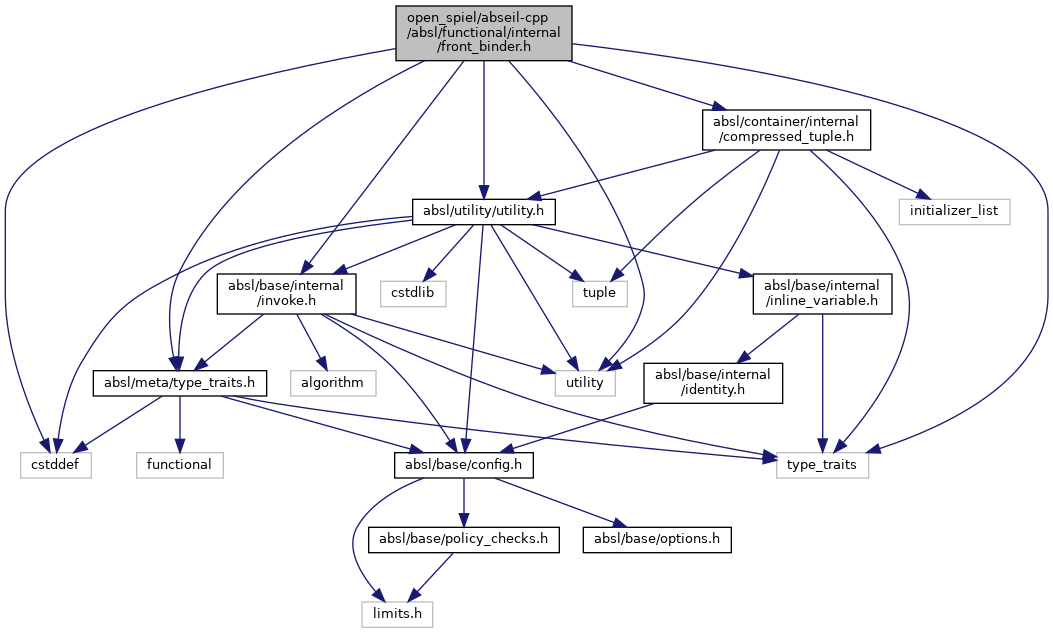 open_spiel/abseil-cpp
/absl/functional/internal
/front_binder.h
absl/container/internal
/compressed_tuple.h
absl/utility/utility.h
initializer_list
absl/base/internal
/invoke.h
cstdlib
tuple
absl/base/internal
/inline_variable.h
absl/meta/type_traits.h
algorithm
utility
absl/base/internal
/identity.h
cstddef
functional
absl/base/config.h
type_traits
absl/base/policy_checks.h
absl/base/options.h
limits.h